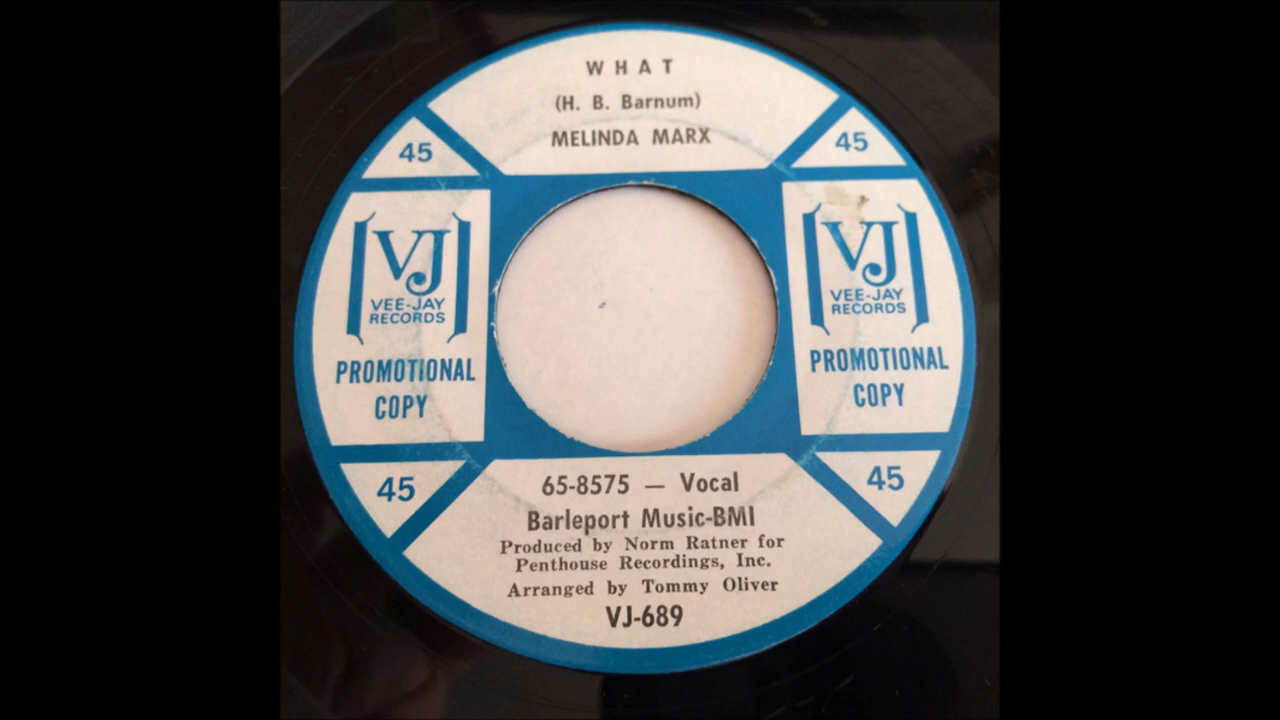 WHAT
(H. B. Barnum)
MELINDA MARX
45
45
VJ
VEE-JAY
RECORDS
PROMOTIONAL
COPY
VJ
VEE-JAY
RECORDS
PROMOTIONAL
COPY
45
45
65-8575 — Vocal
Barleport Music-BMI
Produced by Norm Ratner for
Penthouse Recordings, Inc.
Arranged by Tommy Oliver
VJ-689